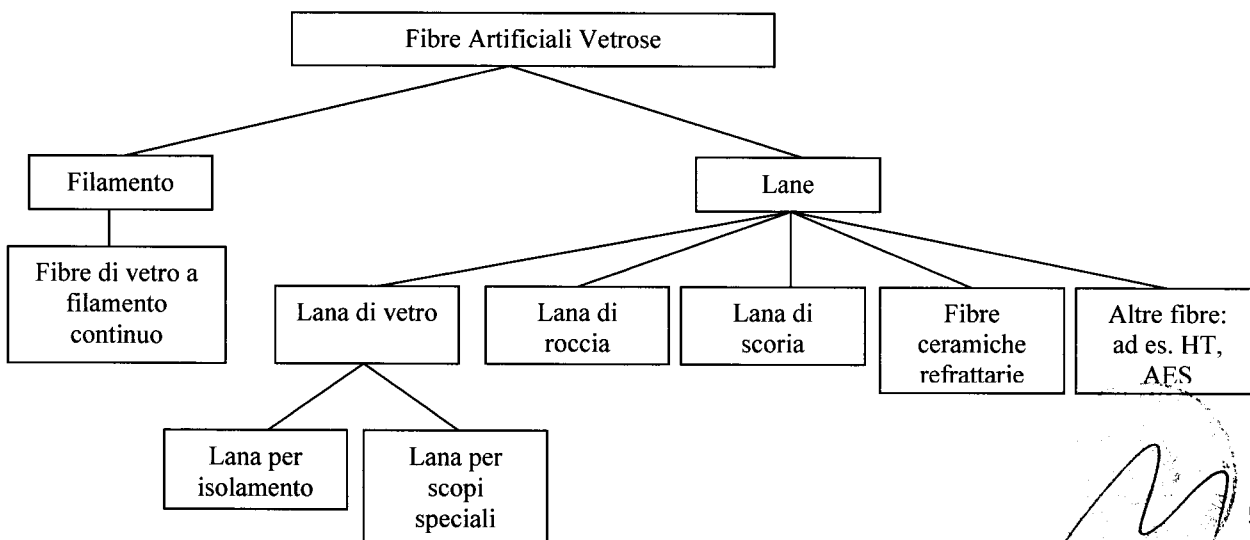 Fibre Artificiali Vetrose
Filamento
Lane
Fibre di vetro a
filamento
continuo
Lana di vetro
Lana di
roccia
Lana di
scoria
Fibre
ceramiche
refrattarie
Altre fibre:
ad es. HT,
AES
Lana per
isolamento
Lana per
scopi
speciali